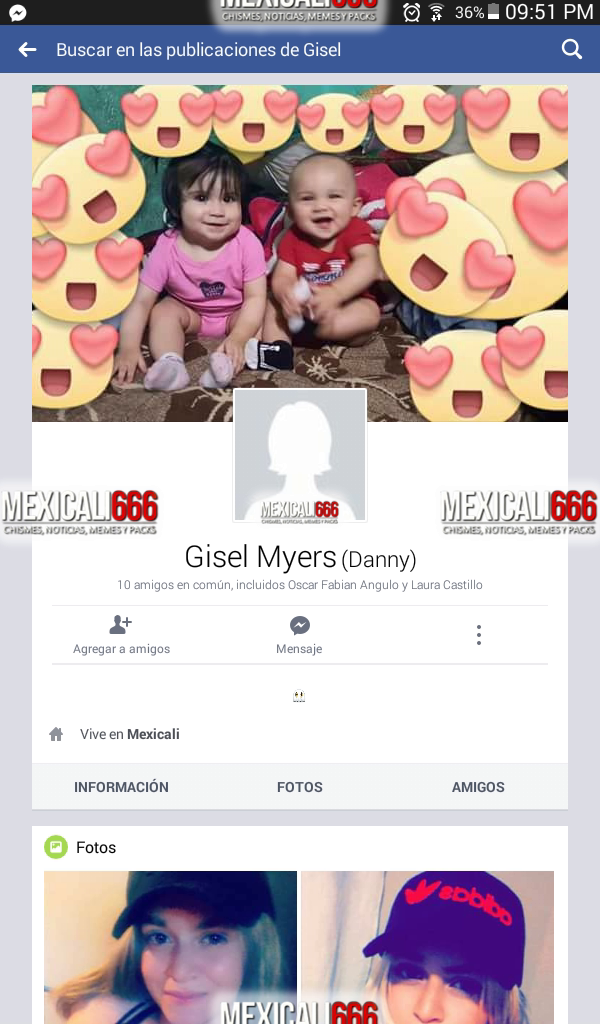 MEXICALI666
CHISMES, NOTICIAS, MEMES Y PACKS
36% 09:51 PM
Buscar en las publicaciones de Gisel
MEXICALI666
CHISMES, NOTICIAS, MEMES Y PACKS
MEXICALI666
CHISMES, NOTICIAS, MEMES Y PACKS
MEXICALI666
CHISMES, NOTICIAS, MEMES Y PACKS
Gisel Myers (Danny)
10 amigos en común, incluidos Oscar Fabian Angulo y Laura Castillo
Agregar a amigos
Mensaje
Vive en Mexicali
INFORMACIÓN
FOTOS
AMIGOS
Fotos
adidas
MEXICALI666